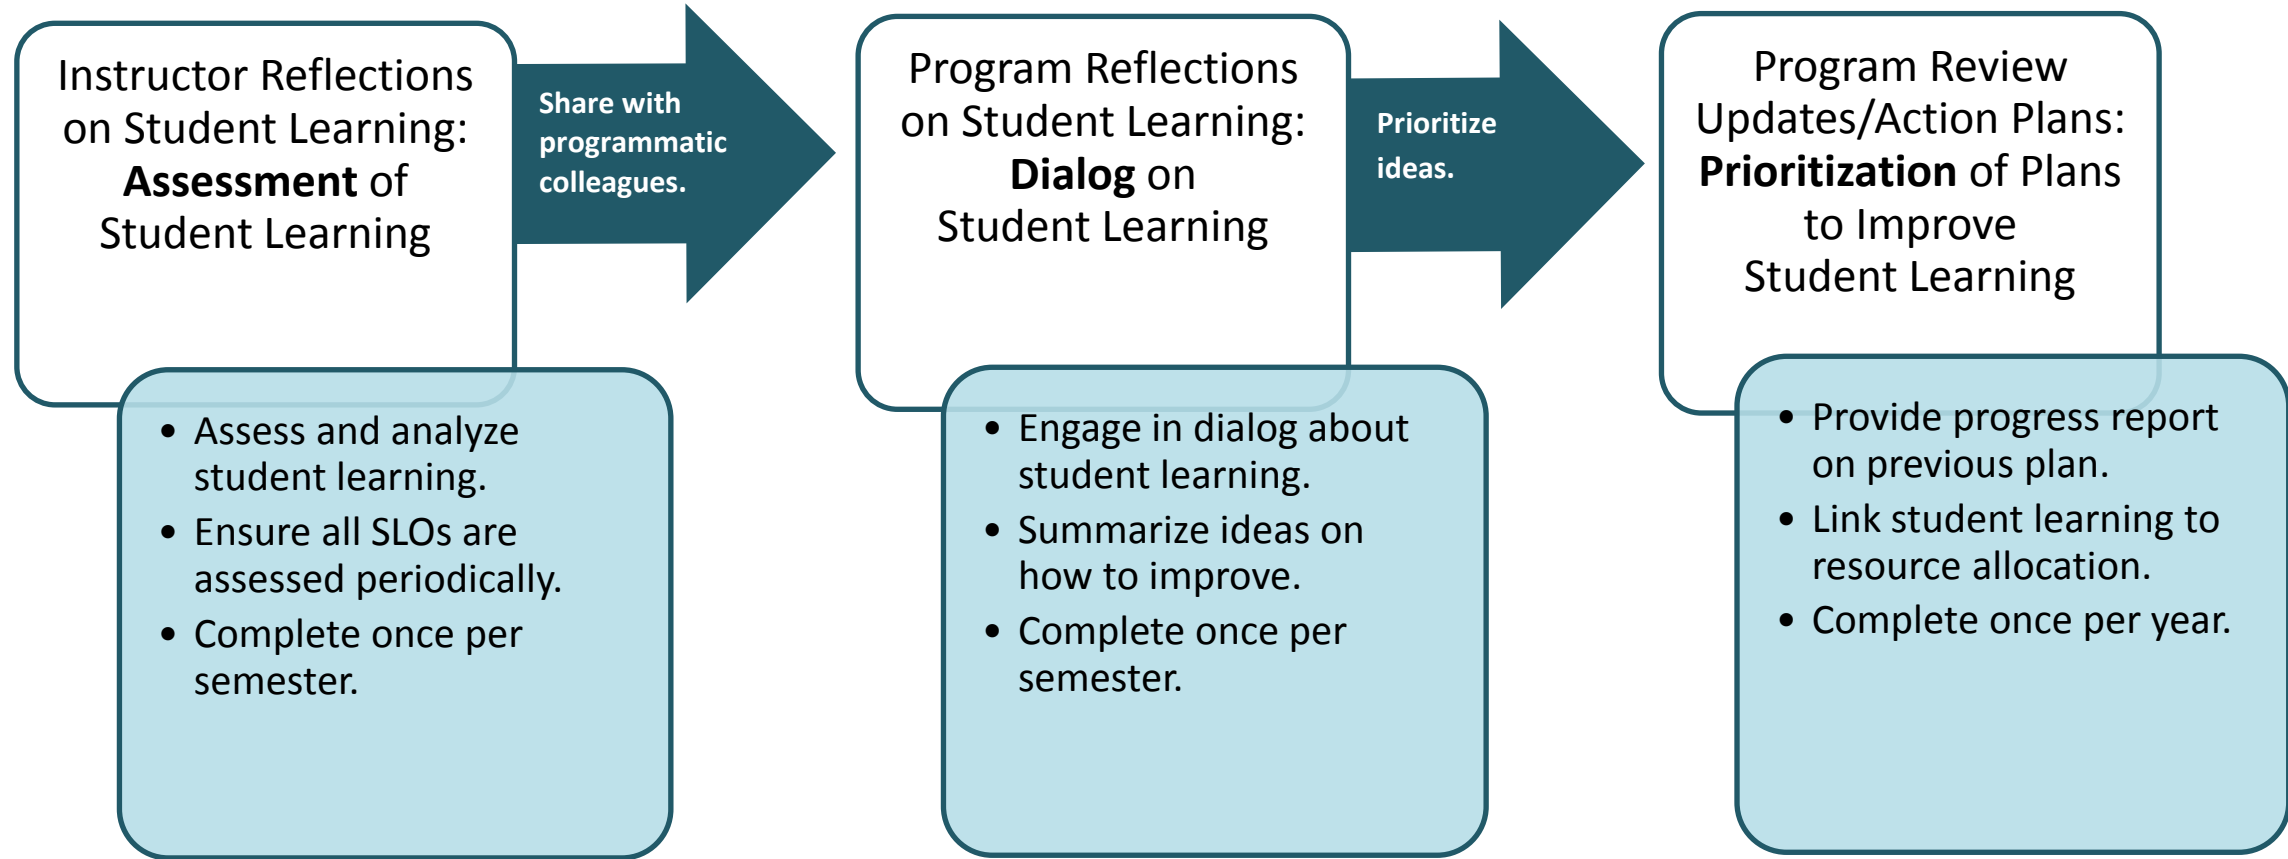 Instructor Reflections
on Student Learning:
Assessment of
Student Learning
Share with
programmatic
colleagues.
Program Reflections
on Student Learning:
Dialog on
Student Learning
Prioritize
ideas.
Program Review
Updates/Action Plans:
Prioritization of Plans
to Improve
Student Learning
• Assess and analyze
student learning.
• Ensure all SLOs are
assessed periodically.
• Complete once per
semester.
• Engage in dialog about
student learning.
• Summarize ideas on
how to improve.
• Complete once per
semester.
• Provide progress report
on previous plan.
• Link student learning to
resource allocation.
• Complete once per year.